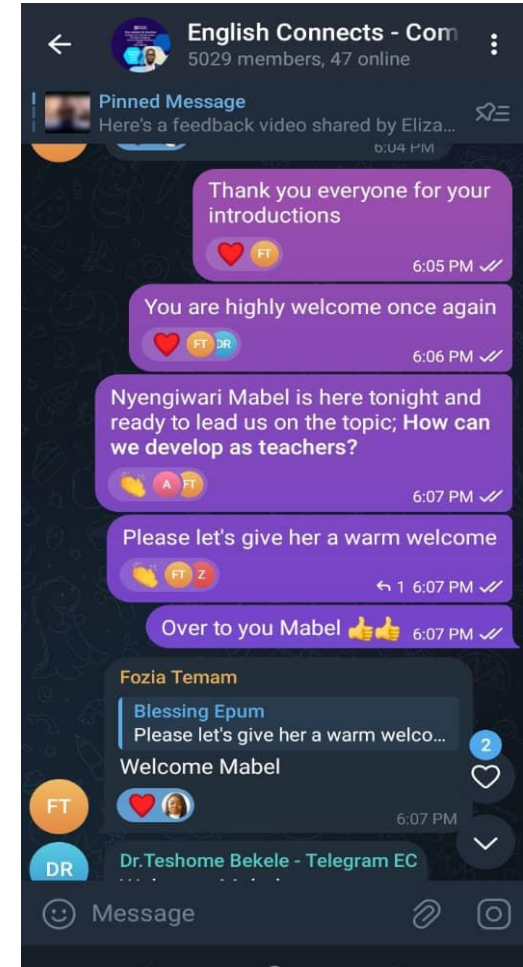 English Connects - Com
5029 members, 47 online
Pinned Message
Here's a feedback video shared by Eliza...
6:04 PM
FT
Thank you everyone for your
introductions
FT
6:05 PM
You are highly welcome once again
FT DR
6:06 PM
Nyengiwari Mabel is here tonight and
ready to lead us on the topic; How can
we develop as teachers?
A FT
6:07 PM
Please let's give her a warm welcome
FT Z
1 6:07 PM
Over to you Mabel 👍👍 6:07 PM
Fozia Temam
Blessing Epum
Please let's give her a warm welco...
2
Welcome Mabel
FT
6:07 PM
DR
Dr.Teshome Bekele - Telegram EC
Message